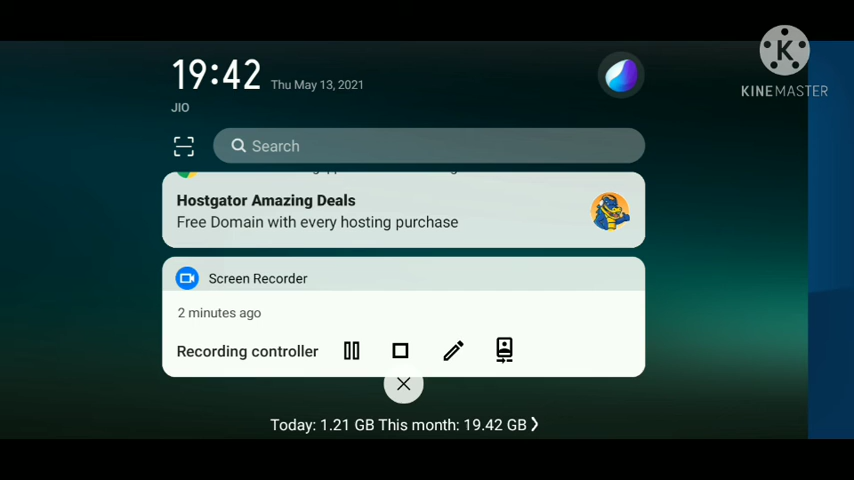 19:42 Thu May 13, 2021
JIO
KINEMASTER
Search
Hostgator Amazing Deals
Free Domain with every hosting purchase
Screen Recorder
2 minutes ago
Recording controller
Today: 1.21 GB This month: 19.42 GB